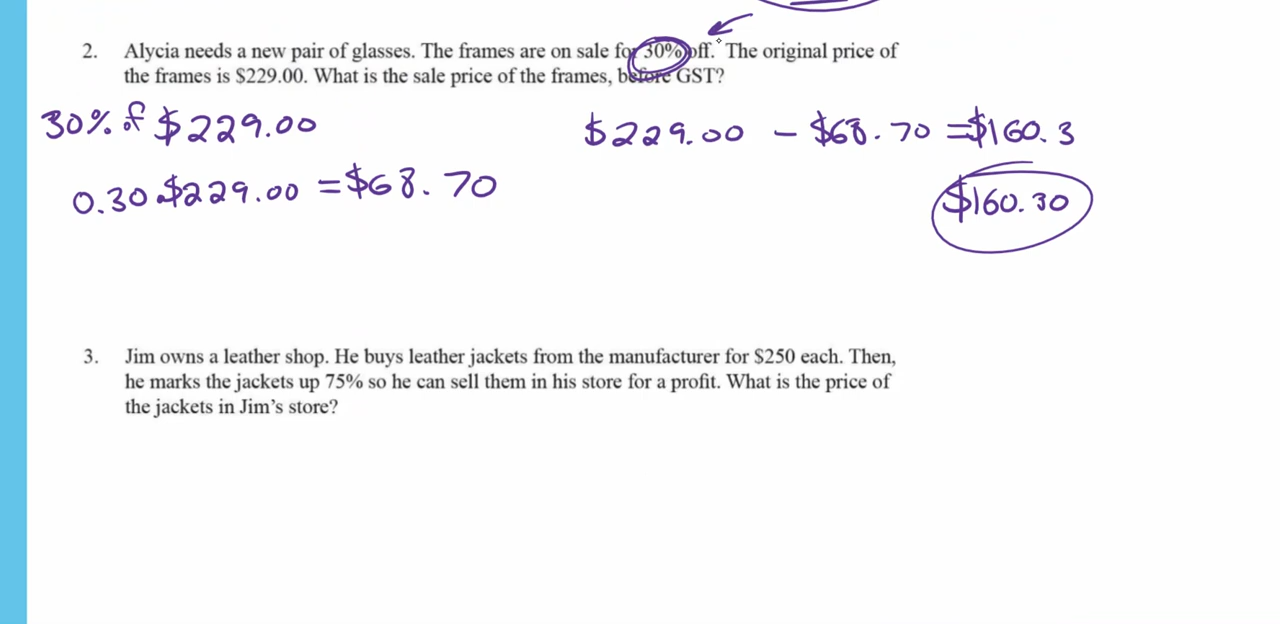 2. Alycia needs a new pair of glasses. The frames are on sale for 30% off. The original price of
the frames is $229.00. What is the sale price of the frames, before GST?
30% of $229.00
0.30 · $229.00 = $68.70
$229.00 - $68.70 = $160.3
$160.30
3. Jim owns a leather shop. He buys leather jackets from the manufacturer for $250 each. Then,
he marks the jackets up 75% so he can sell them in his store for a profit. What is the price of
the jackets in Jim’s store?